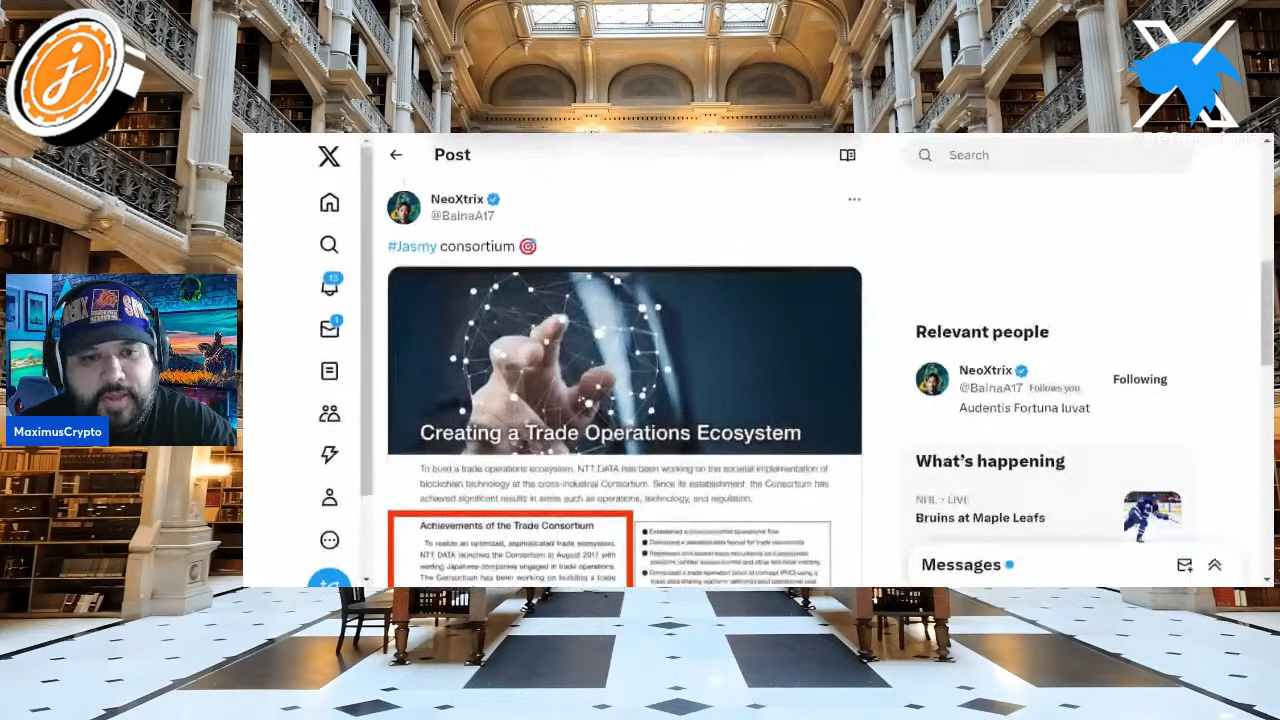 Post
Search
NeoXtrix
@BainaA17
#Jasmy consortium
Creating a Trade Operations Ecosystem
To build a trade operations ecosystem, NTT DATA has been working on the societal implementation of
blockchain technology at the cross-industrial Consortium. Since its establishment, the Consortium has
achieved significant results in areas such as operations, technology, and regulation.
Achievements of the Trade Consortium
To realize an optimized, sophisticated trade ecosystem,
NTT DATA launched the Consortium in August 2017 with
leading Japanese companies engaged in trade operations.
The Consortium has been working on building a trade
13
1
Relevant people
NeoXtrix
@BainaA17 Follows you
Following
Audentis Fortuna Iuvat
What's happening
NHL · LIVE
Bruins at Maple Leafs
Messages
MaximusCrypto